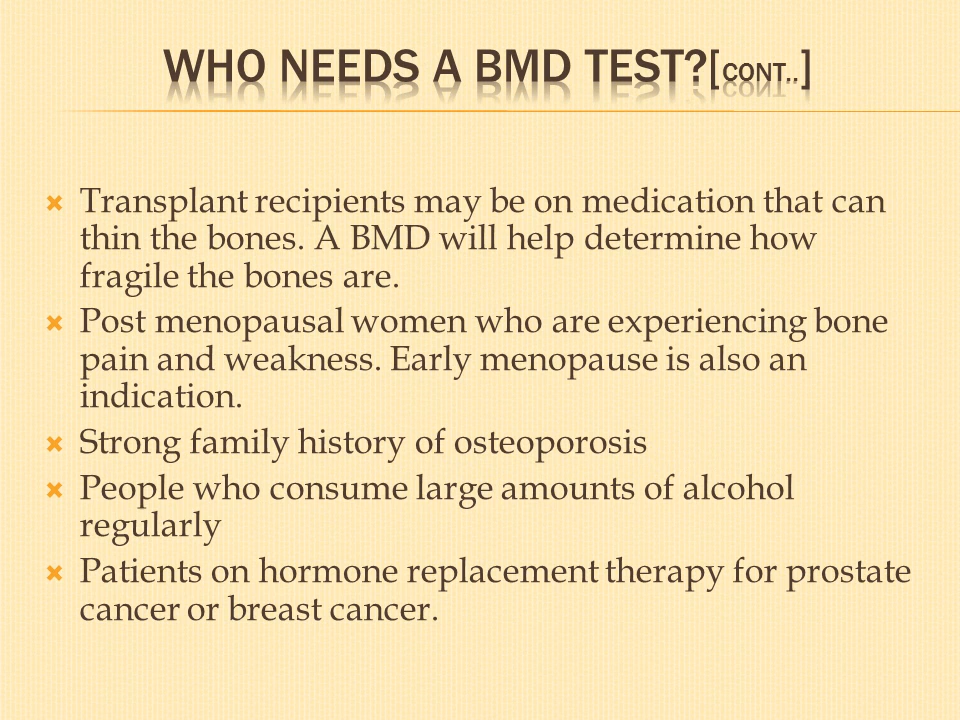 WHO NEEDS A BMD TEST?[CONT..]
Transplant recipients may be on medication that can
thin the bones. A BMD will help determine how
fragile the bones are.
Post menopausal women who are experiencing bone
pain and weakness. Early menopause is also an
indication.
Strong family history of osteoporosis
People who consume large amounts of alcohol
regularly
Patients on hormone replacement therapy for prostate
cancer or breast cancer.